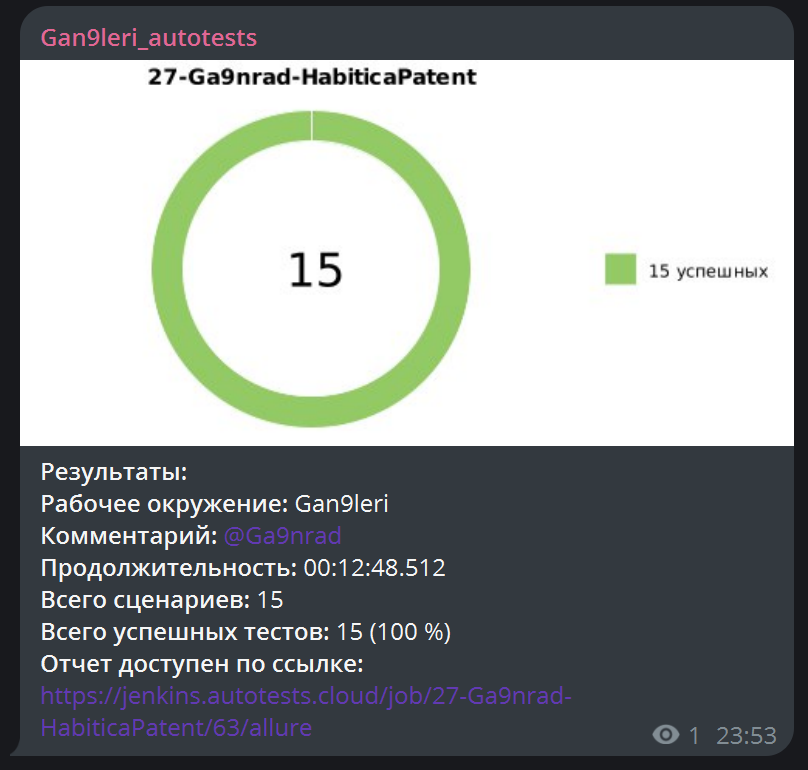 Gan9leri_autotests
27-Ga9nrad-HabiticaPatent
15
15 успешных
Результаты:
Рабочее окружение: Gan9leri
Комментарий: @Ga9nrad
Продолжительность: 00:12:48.512
Всего сценариев: 15
Всего успешных тестов: 15 (100 %)
Отчет доступен по ссылке:
https://jenkins.autotests.cloud/job/27-Ga9nrad-
HabiticaPatent/63/allure
1 23:53